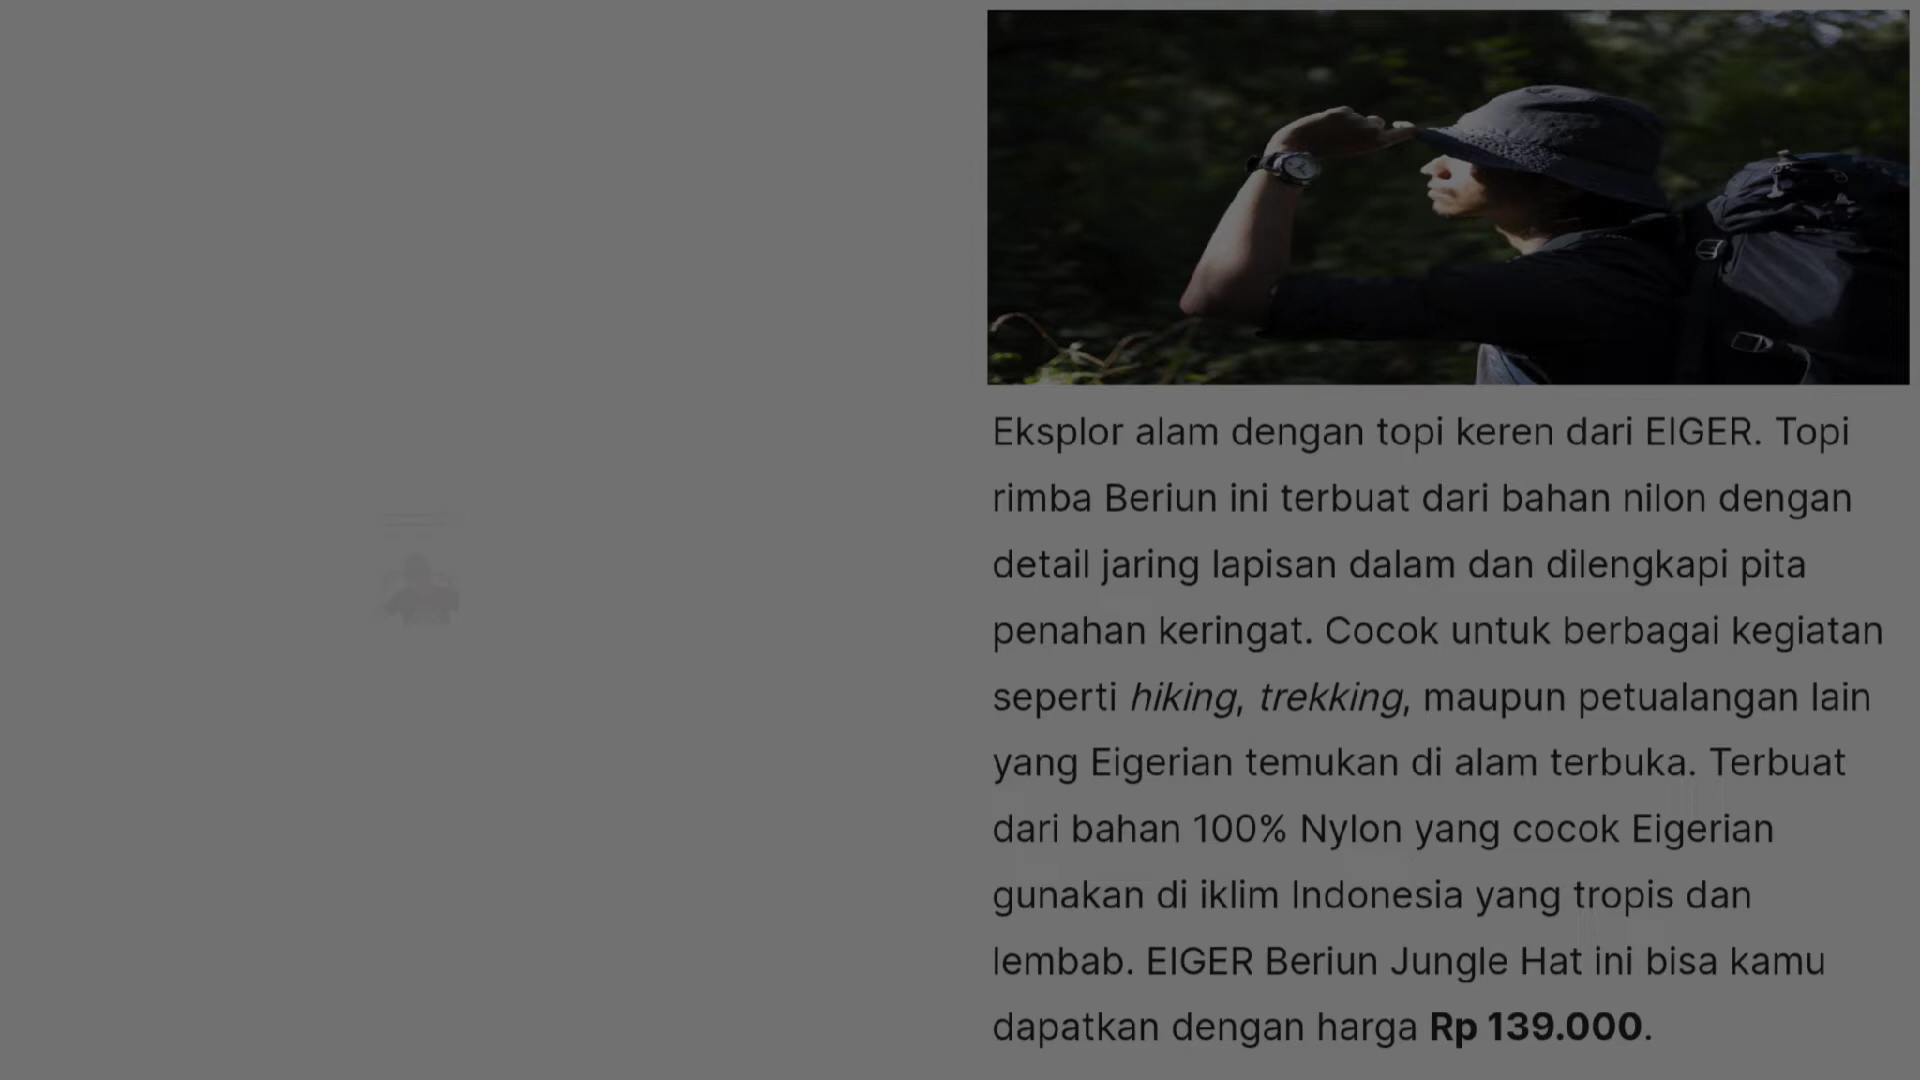 Eksplor alam dengan topi keren dari EIGER. Topi
rimba Beriun ini terbuat dari bahan nilon dengan
detail jaring lapisan dalam dan dilengkapi pita
penahan keringat. Cocok untuk berbagai kegiatan
seperti hiking, trekking, maupun petualangan lain
yang Eigerian temukan di alam terbuka. Terbuat
dari bahan 100% Nylon yang cocok Eigerian
gunakan di iklim Indonesia yang tropis dan
lembab. EIGER Beriun Jungle Hat ini bisa kamu
dapatkan dengan harga Rp 139.000.